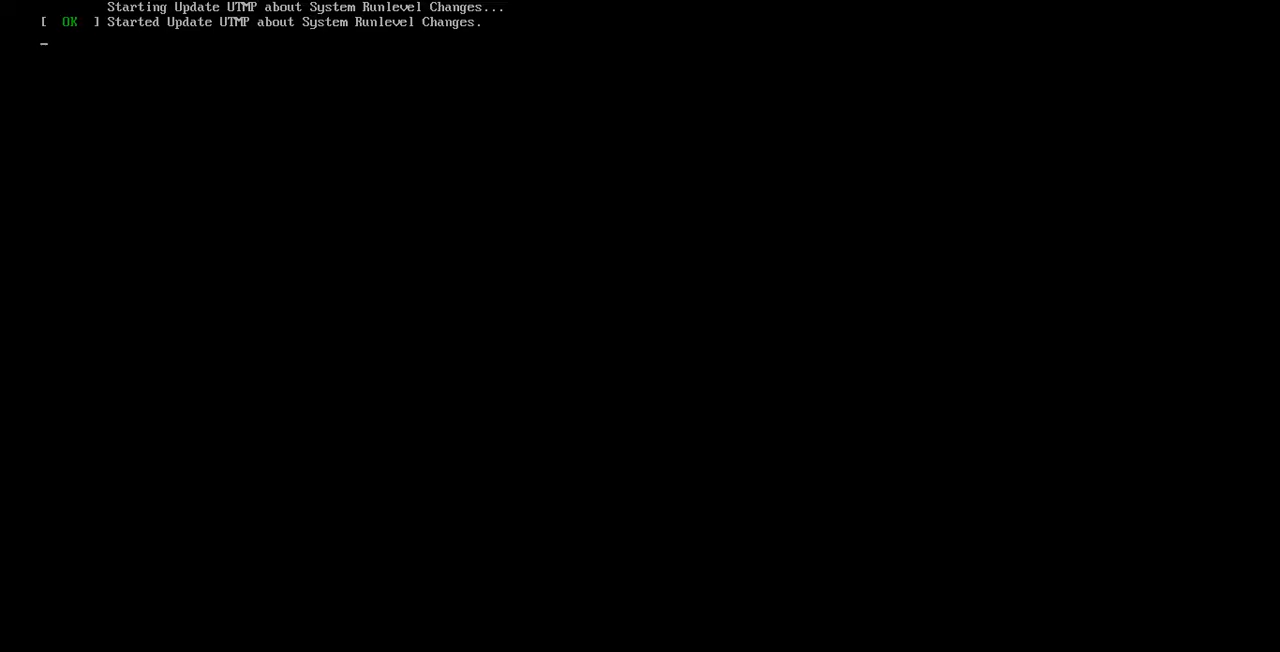 Starting Update UTMP about System Runlevel Changes...
[  OK  ] Started Update UTMP about System Runlevel Changes.
_